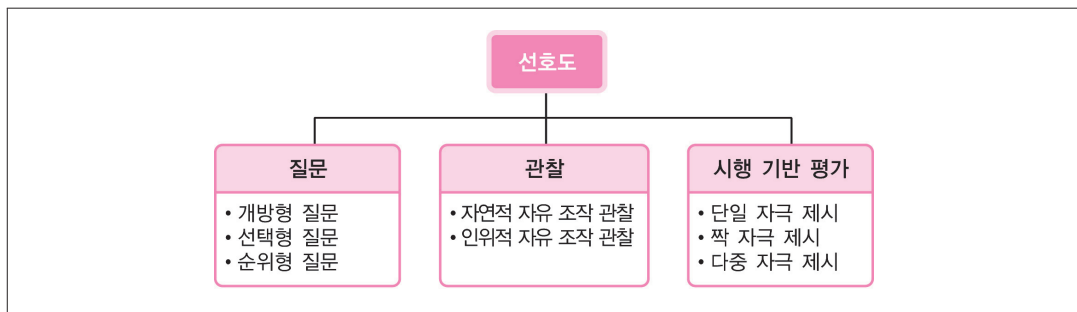 선호도
질문
• 개방형 질문
• 선택형 질문
• 순위형 질문
관찰
• 자연적 자유 조작 관찰
• 인위적 자유 조작 관찰
시행 기반 평가
• 단일 자극 제시
• 짝 자극 제시
• 다중 자극 제시